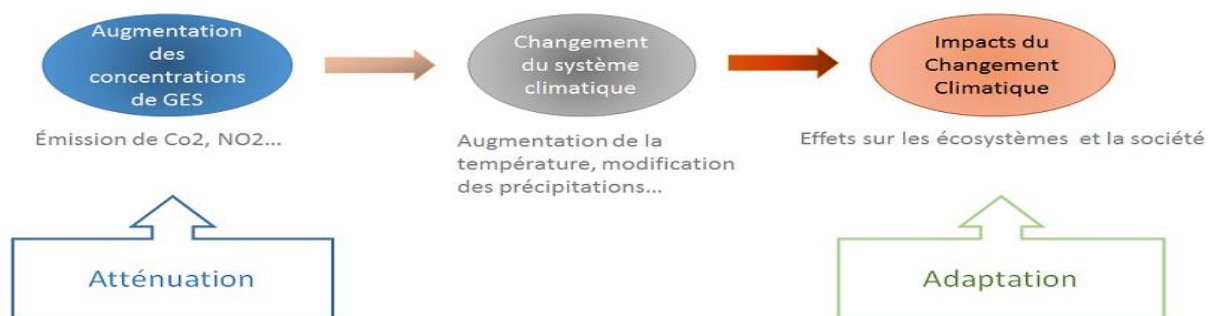 Augmentation
des
concentrations
de GES
Changement
du système
climatique
Impacts du
Changement
Climatique
Émission de Co2, NO2...
Augmentation de la
température, modification
des précipitations...
Effets sur les écosystèmes et la société
Atténuation
Adaptation